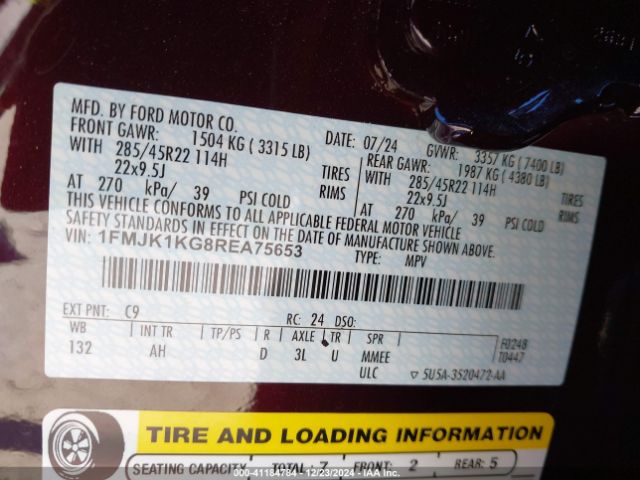 MFD. BY FORD MOTOR CO.
DATE: 07/24 GVWR: 3357 KG ( 7400 LB)
FRONT GAWR: 1504 KG ( 3315 LB)
REAR GAWR: 1987 KG ( 4380 LB)
WITH 285/45R22 114H TIRES
WITH 285/45R22 114H TIRES
22x9.5J RIMS
22x9.5J RIMS
AT 270 kPa/ 39 PSI COLD
AT 270 kPa/ 39 PSI COLD
THIS VEHICLE CONFORMS TO ALL APPLICABLE FEDERAL MOTOR VEHICLE
SAFETY STANDARDS IN EFFECT ON THE DATE OF MANUFACTURE SHOWN ABOVE.
VIN: 1FMJK1KG8REA75653
TYPE: MPV
EXT PNT: C9 RC: 24 DSO:
WB INT TR TP/PS R AXLE TR SPR
132 AH D 3L U MMEE
ULC
F0248
T0447
5U5A-3520472-AA
TIRE AND LOADING INFORMATION
SEATING CAPACITY TOTAL: 7 FRONT: 2 REAR: 5
000-41184784 - 12/23/2024 - IAAI.com